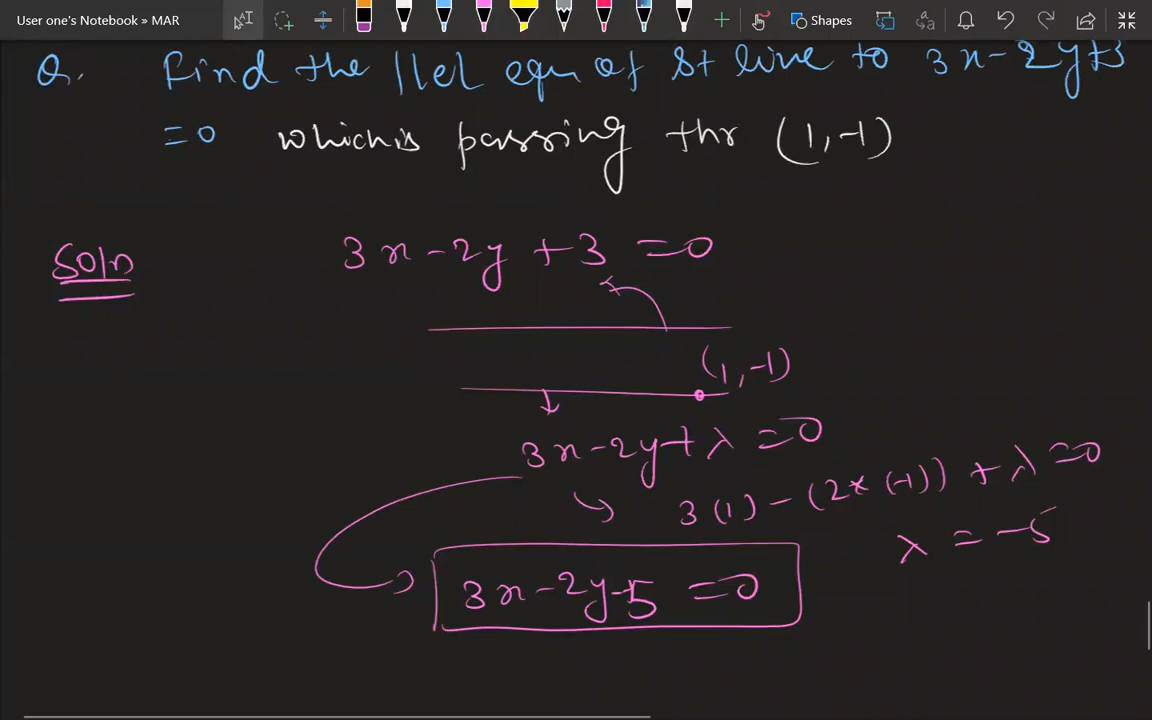 User one's Notebook » MAR
Shapes
Q. Find the ||el equn of St line to 3x-2y+3
=0 which is passing thr (1,-1)
Soln
3x-2y+3=0
(1,-1)
3x-2y+λ=0
3(1)-(2*(-1))+λ=0
λ=-5
3x-2y-5=0